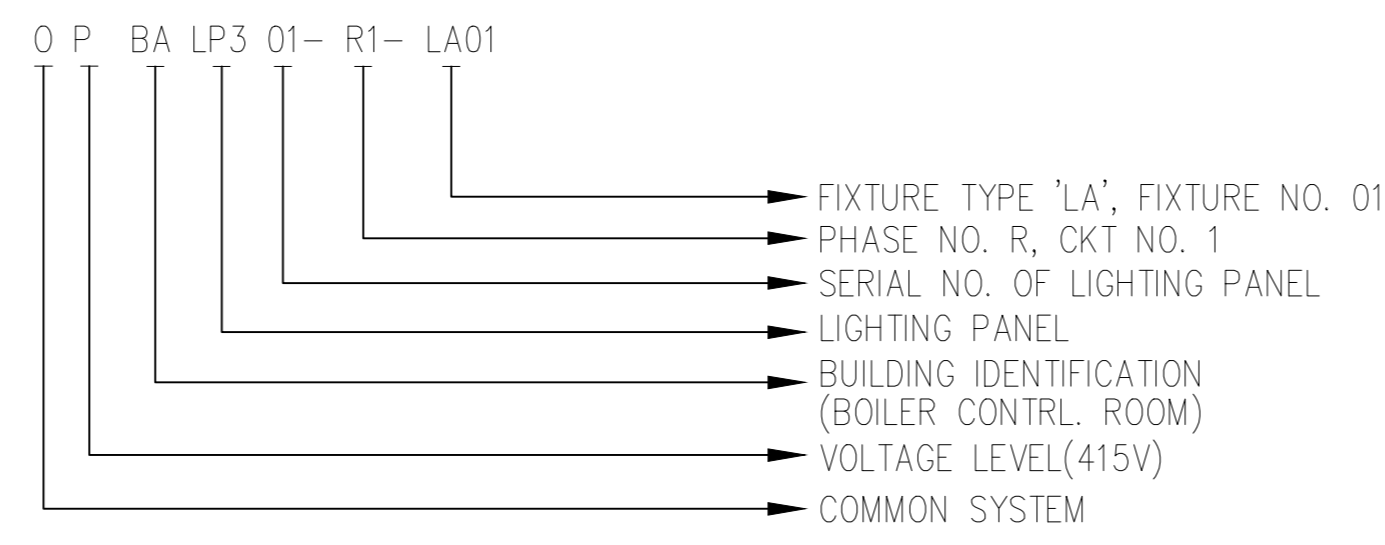 0 P BA LP3 01- R1- LA01
FIXTURE TYPE 'LA', FIXTURE NO. 01
PHASE NO. R, CKT NO. 1
SERIAL NO. OF LIGHTING PANEL
LIGHTING PANEL
BUILDING IDENTIFICATION
(BOILER CONTRL. ROOM)
VOLTAGE LEVEL(415V)
COMMON SYSTEM